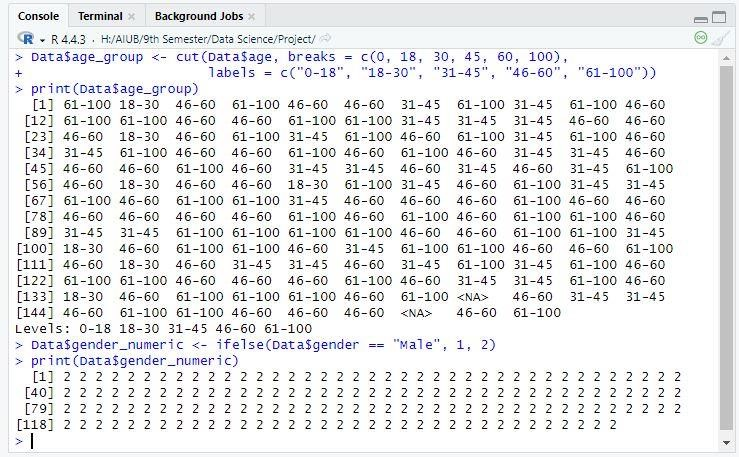 Console Terminal Background Jobs
R 4.4.3 · H:/AIUB/9th Semester/Data Science/Project/
> Data$age_group <- cut(Data$age, breaks = c(0, 18, 30, 45, 60, 100),
+                       labels = c("0-18", "18-30", "31-45", "46-60", "61-100"))
> print(Data$age_group)
  [1] 61-100 18-30  46-60  61-100 46-60  46-60  31-45  61-100 31-45  61-100 46-60
 [12] 61-100 61-100 46-60  46-60  61-100 61-100 31-45  31-45  31-45  46-60  46-60
 [23] 46-60  18-30  46-60  61-100 31-45  61-100 46-60  61-100 46-60  31-45  46-60
 [34] 31-45  61-100 46-60  46-60  61-100 46-60  61-100 46-60  31-45  31-45  46-60
 [45] 46-60  46-60  61-100 46-60  31-45  31-45  46-60  31-45  46-60  31-45  61-100
 [56] 46-60  18-30  46-60  46-60  18-30  61-100 31-45  46-60  61-100 31-45  31-45
 [67] 61-100 46-60  61-100 61-100 31-45  46-60  61-100 61-100 61-100 46-60  46-60
 [78] 46-60  46-60  61-100 46-60  61-100 46-60  61-100 46-60  46-60  61-100 61-100
 [89] 31-45  31-45  61-100 61-100 61-100 61-100 46-60  46-60  61-100 61-100 31-45
[100] 18-30  46-60  61-100 61-100 46-60  31-45  61-100 61-100 46-60  46-60  61-100
[111] 46-60  18-30  46-60  31-45  31-45  46-60  31-45  61-100 31-45  61-100 46-60
[122] 61-100 61-100 46-60  46-60  61-100 61-100 46-60  31-45  31-45  61-100 46-60
[133] 18-30  46-60  61-100 61-100 61-100 46-60  61-100 <NA>   46-60  31-45  31-45
[144] 46-60  61-100 61-100 46-60  46-60  46-60  <NA>   46-60  61-100
Levels: 0-18 18-30 31-45 46-60 61-100
> Data$gender_numeric <- ifelse(Data$gender == "Male", 1, 2)
> print(Data$gender_numeric)
  [1] 2 2 2 2 2 2 2 2 2 2 2 2 2 2 2 2 2 2 2 2 2 2 2 2 2 2 2 2 2 2 2 2 2 2 2 2 2 2 2
 [40] 2 2 2 2 2 2 2 2 2 2 2 2 2 2 2 2 2 2 2 2 2 2 2 2 2 2 2 2 2 2 2 2 2 2 2 2 2 2 2
 [79] 2 2 2 2 2 2 2 2 2 2 2 2 2 2 2 2 2 2 2 2 2 2 2 2 2 2 2 2 2 2 2 2 2 2 2 2 2 2 2
[118] 2 2 2 2 2 2 2 2 2 2 2 2 2 2 2 2 2 2 2 2 2 2 2 2 2 2 2 2 2 2 2 2 2 2 2
>